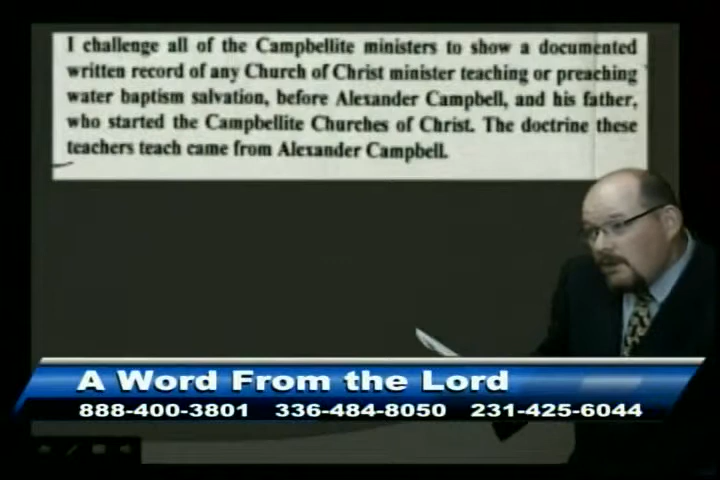 I challenge all of the Campbellite ministers to show a documented
written record of any Church of Christ minister teaching or preaching
water baptism salvation, before Alexander Campbell, and his father,
who started the Campbellite Churches of Christ. The doctrine these
teachers teach came from Alexander Campbell.
A Word From the Lord
888-400-3801 336-484-8050 231-425-6044